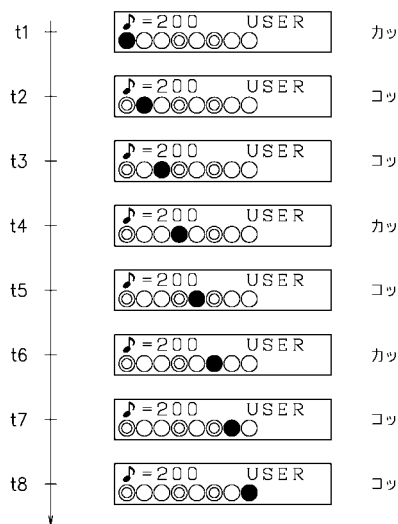 t1 ♪=200 USER カッ
t2 ♪=200 USER コッ
t3 ♪=200 USER コッ
t4 ♪=200 USER カッ
t5 ♪=200 USER コッ
t6 ♪=200 USER カッ
t7 ♪=200 USER コッ
t8 ♪=200 USER コッ